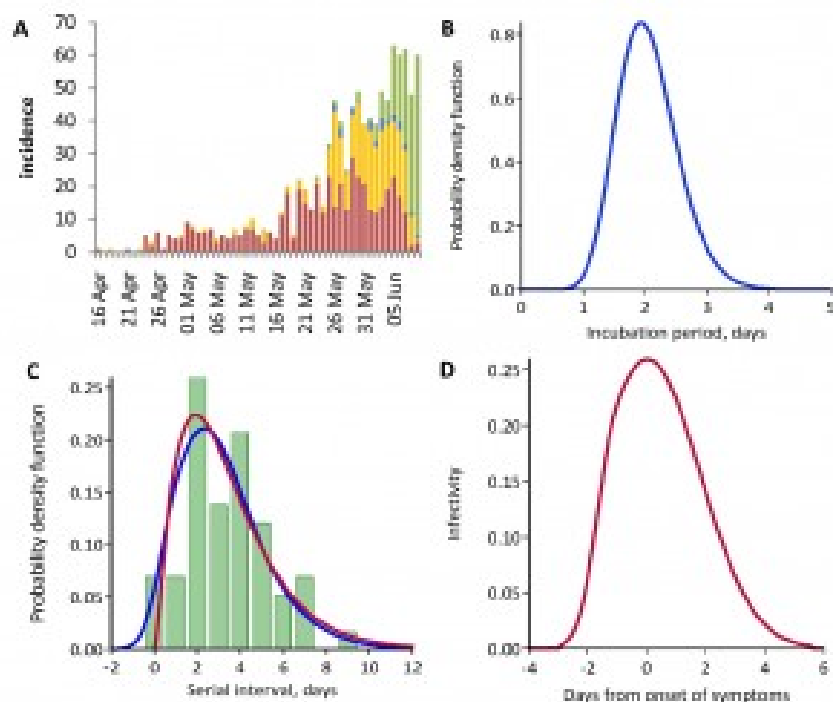 A
incidence
70
60
50
40
30
20
10
0
16 Apr
21 Apr
26 Apr
01 May
06 May
11 May
16 May
21 May
26 May
31 May
05 Jun
B
Probability density function
0.8
0.6
0.4
0.2
0.0
0 1 2 3 4 5
Incubation period, days
C
Probability density function
0.25
0.20
0.15
0.10
0.05
0.00
-2 0 2 4 6 8 10 12
Serial interval, days
D
Infectivity
0.25
0.20
0.15
0.10
0.05
0.00
-4 -2 0 2 4 6
Days from onset of symptoms